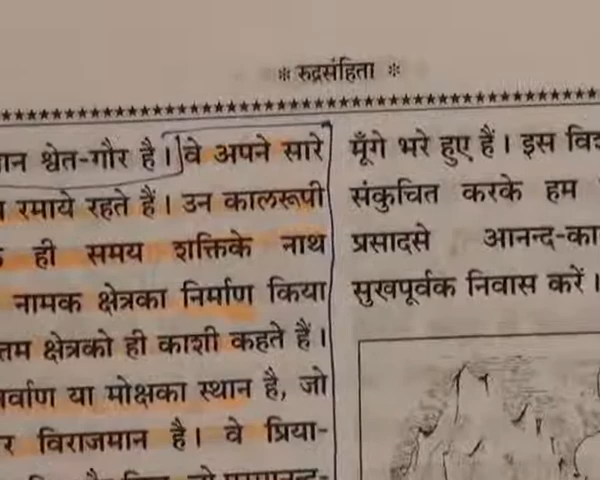 * रुद्रसंहिता *
श्वेत-गौर है। वे अपने सारे
रमाये रहते हैं। उन कालरूपी
ही समय शक्तिके नाथ
नामक क्षेत्रका निर्माण किया
क्षेत्रको ही काशी कहते हैं।
या मोक्षका स्थान है, जो
विराजमान है। वे प्रिया-
मूँगे भरे हुए हैं। इस
संकुचित करके हम
प्रसादसे आनन्द-का
सुखपूर्वक निवास करें।